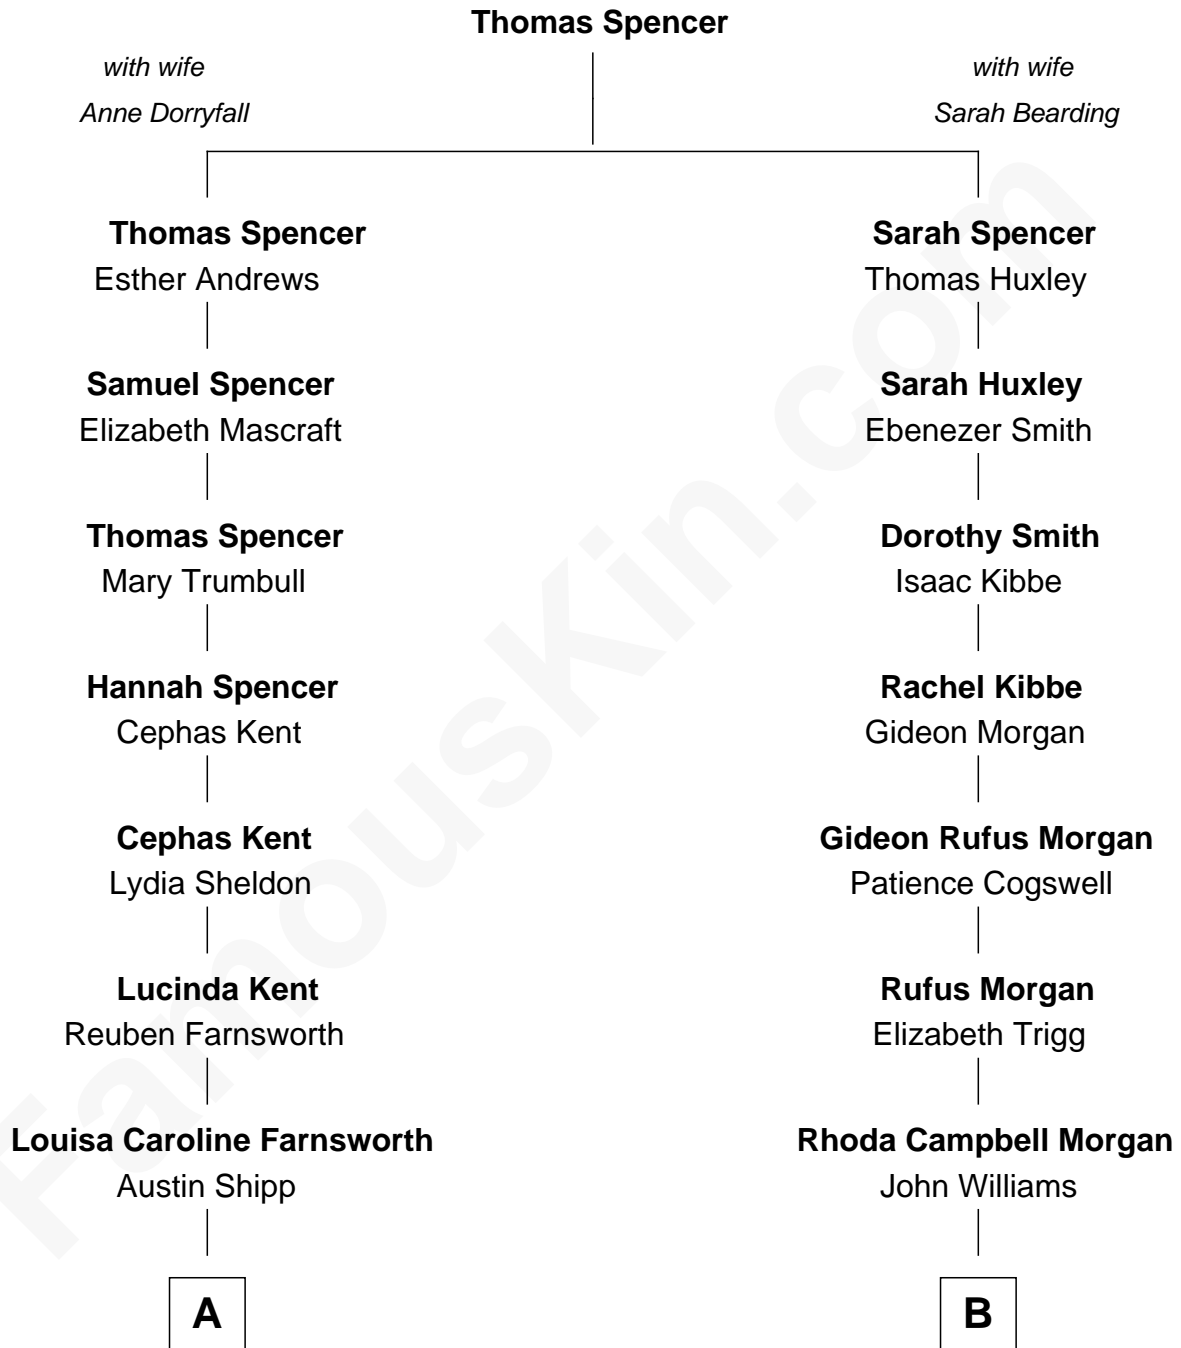 Thomas Spencer
with wife
Anne Dorryfall
with wife
Sarah Bearding
Thomas Spencer
Esther Andrews
Sarah Spencer
Thomas Huxley
Samuel Spencer
Elizabeth Mascraft
Sarah Huxley
Ebenezer Smith
Thomas Spencer
Mary Trumbull
Dorothy Smith
Isaac Kibbe
Hannah Spencer
Cephas Kent
Rachel Kibbe
Gideon Morgan
Cephas Kent
Lydia Sheldon
Gideon Rufus Morgan
Patience Cogswell
Lucinda Kent
Reuben Farnsworth
Rufus Morgan
Elizabeth Trigg
Louisa Caroline Farnsworth
Austin Shipp
Rhoda Campbell Morgan
John Williams
A
B
FamousKin.com